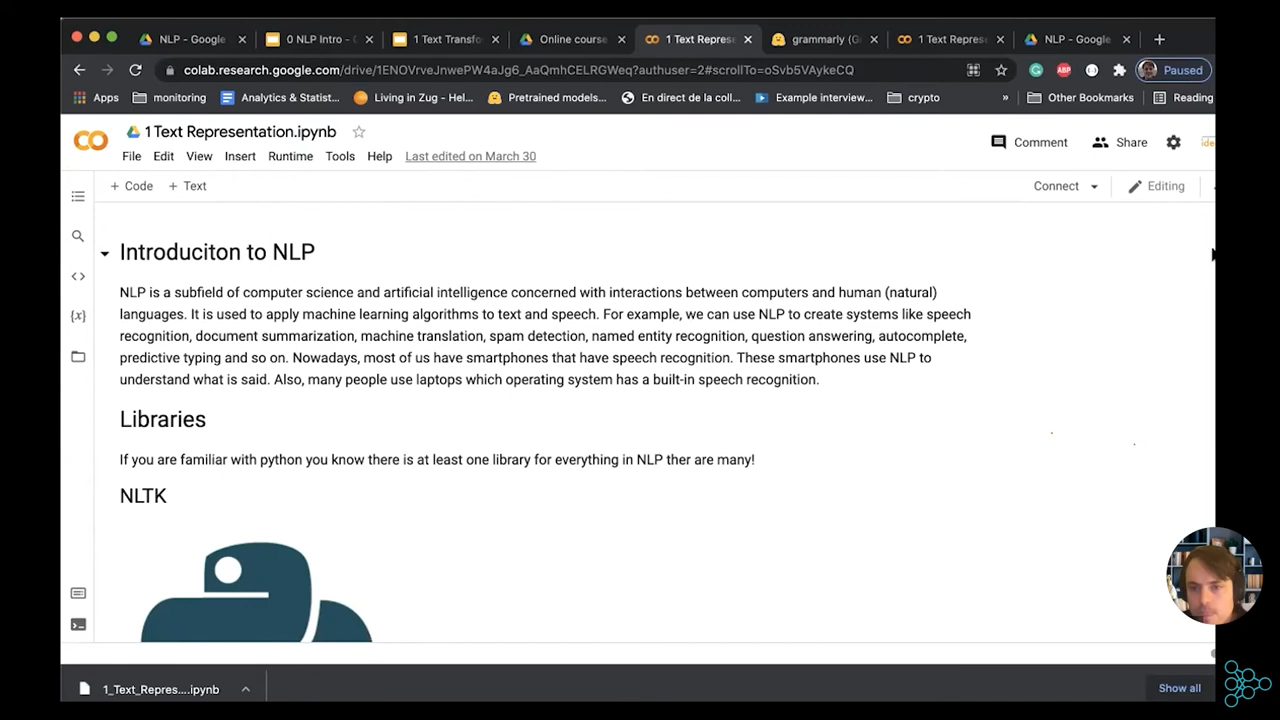 NLP - Google
0 NLP Intro -
1 Text Transfo
Online course
1 Text Repres
grammarly (G
1 Text Repres
NLP - Google
colab.research.google.com/drive/1ENOVrveJnwePW4aJg6_AaQmhCELRGWeq?authuser=2#scrollTo=oSvb5VAykeCQ
ABP
Paused
Apps
monitoring
Analytics & Statist...
Living in Zug - Hel...
Pretrained models...
En direct de la coll...
Example interview...
crypto
»
Other Bookmarks
Reading
1 Text Representation.ipynb
Comment
Share
File Edit View Insert Runtime Tools Help Last edited on March 30
+ Code + Text
Connect
Editing
Introduciton to NLP
NLP is a subfield of computer science and artificial intelligence concerned with interactions between computers and human (natural)
languages. It is used to apply machine learning algorithms to text and speech. For example, we can use NLP to create systems like speech
recognition, document summarization, machine translation, spam detection, named entity recognition, question answering, autocomplete,
predictive typing and so on. Nowadays, most of us have smartphones that have speech recognition. These smartphones use NLP to
understand what is said. Also, many people use laptops which operating system has a built-in speech recognition.
Libraries
If you are familiar with python you know there is at least one library for everything in NLP ther are many!
NLTK
1_Text_Repres....ipynb
Show all